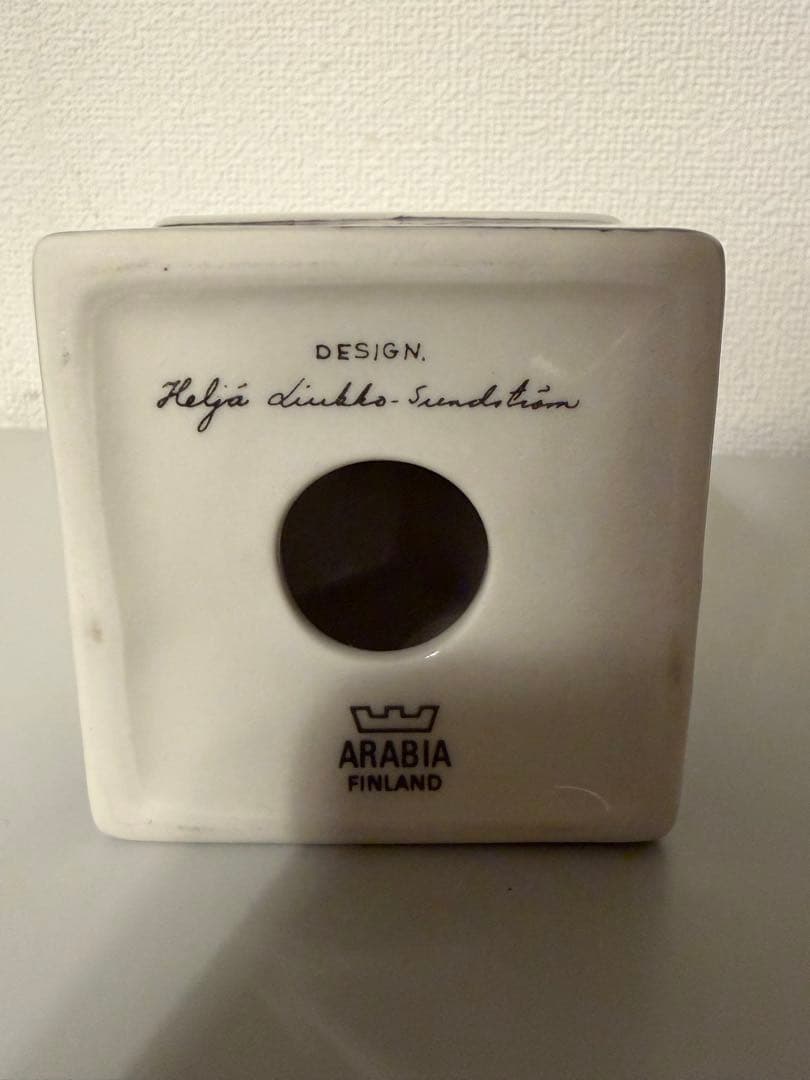 DESIGN.
Heljä Liukko-Sundström
ARABIA
FINLAND